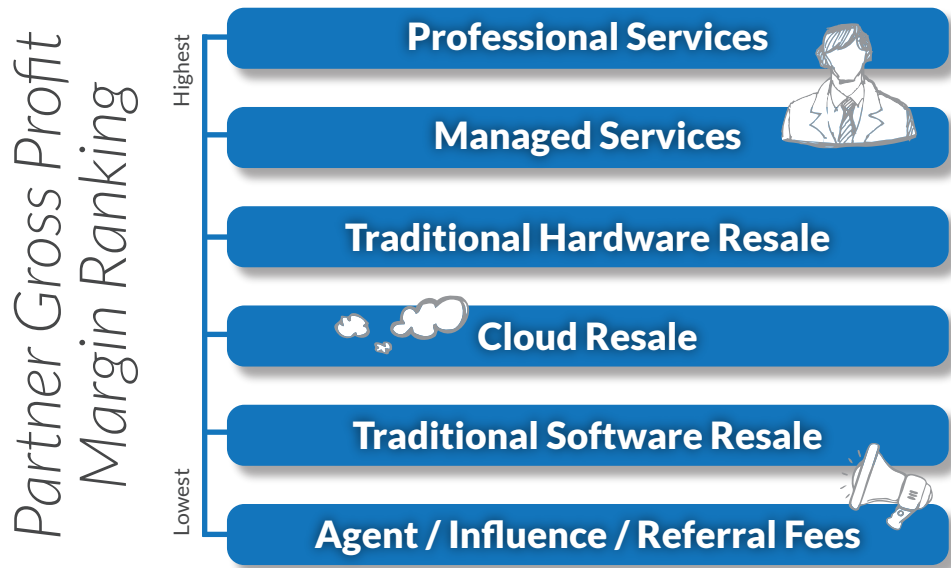 Partner Gross Profit
Margin Ranking
Highest
Professional Services
Managed Services
Traditional Hardware Resale
Cloud Resale
Traditional Software Resale
Lowest
Agent / Influence / Referral Fees